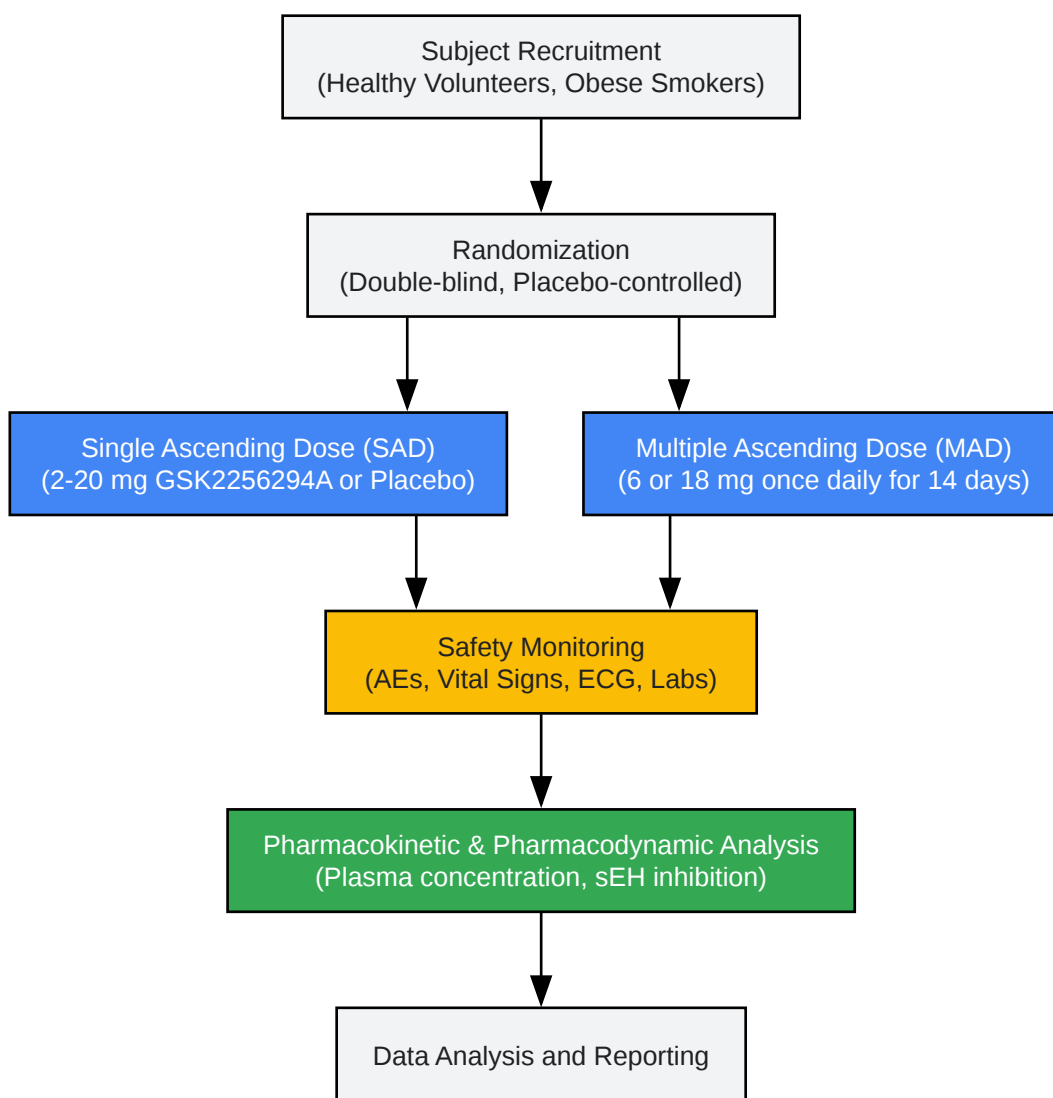 Subject Recruitment
(Healthy Volunteers, Obese Smokers)
Randomization
(Double-blind, Placebo-controlled)
Single Ascending Dose (SAD)
(2-20 mg GSK2256294A or Placebo)
Multiple Ascending Dose (MAD)
(6 or 18 mg once daily for 14 days)
Safety Monitoring
(AEs, Vital Signs, ECG, Labs)
Pharmacokinetic & Pharmacodynamic Analysis
(Plasma concentration, sEH inhibition)
Data Analysis and Reporting